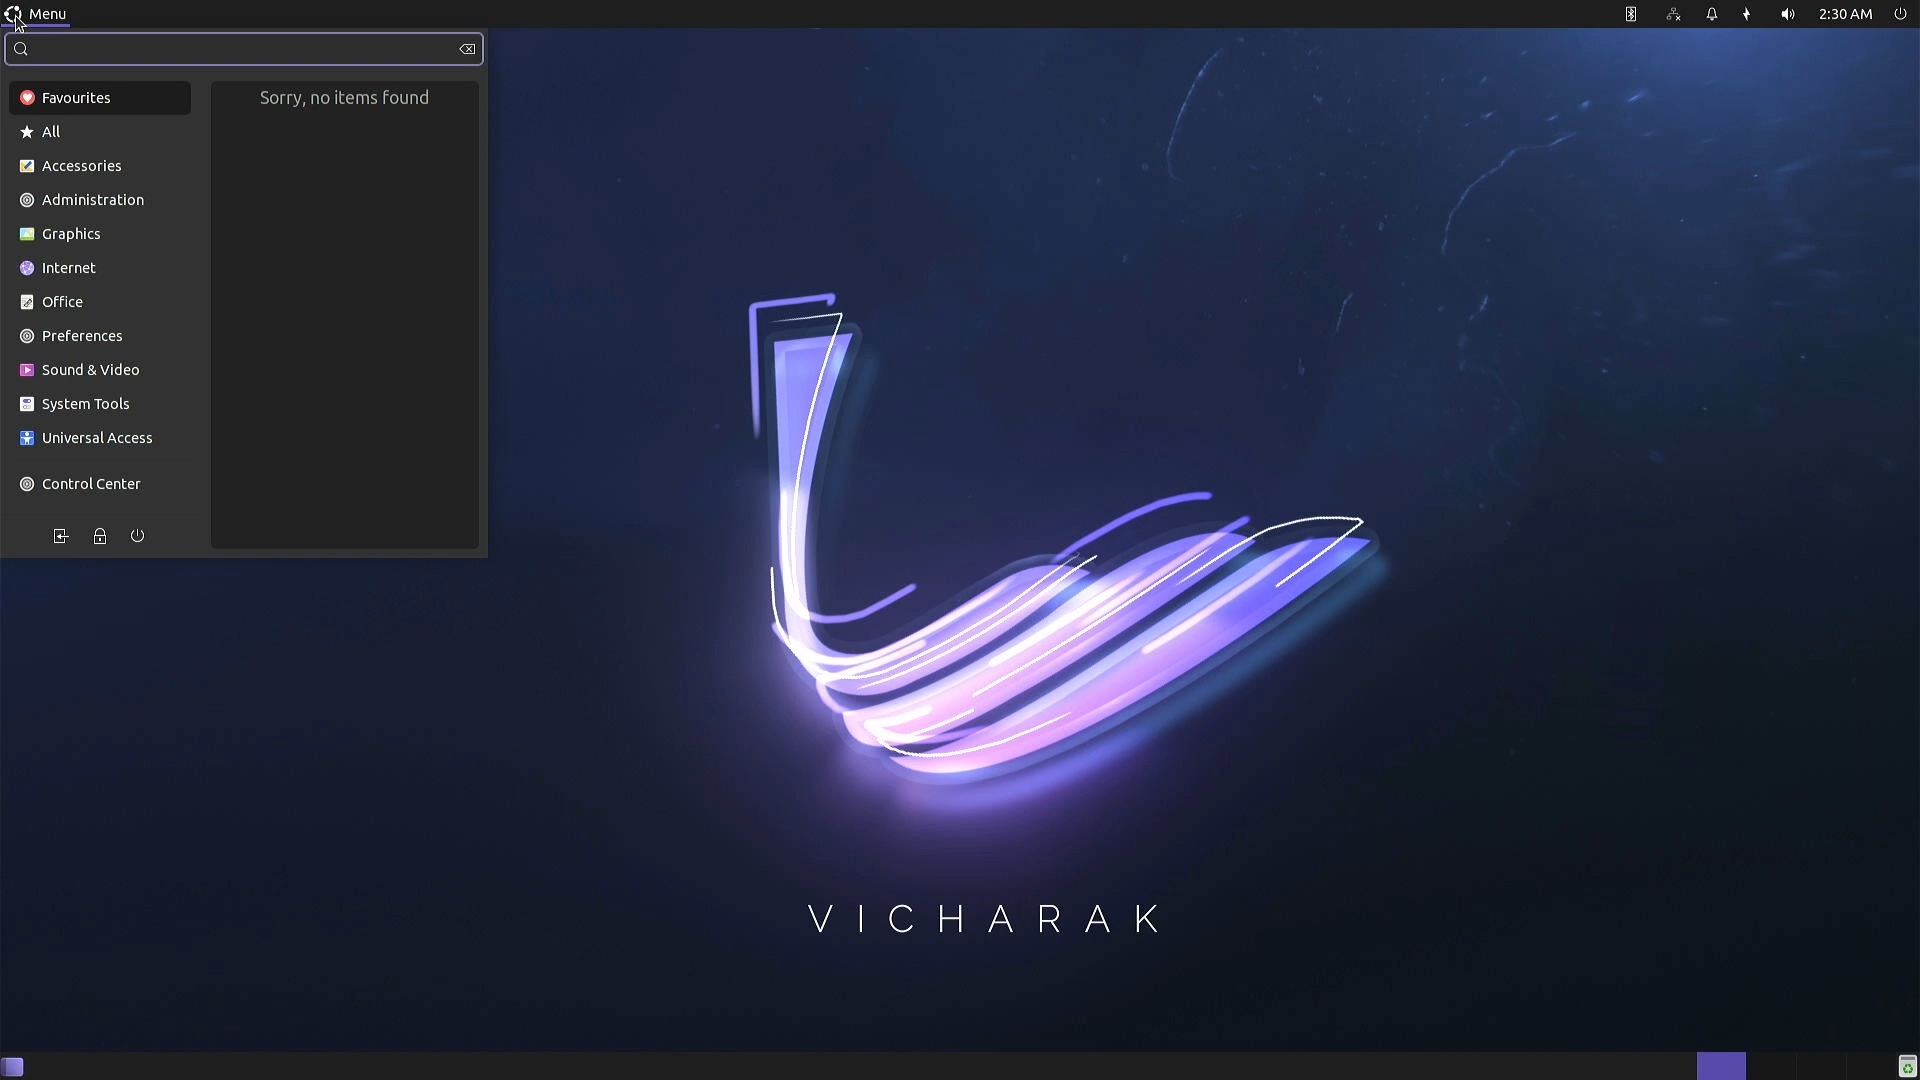 Menu
2:30 AM
Favourites
Sorry, no items found
All
Accessories
Administration
Graphics
Internet
Office
Preferences
Sound & Video
System Tools
Universal Access
Control Center
VICHARAK